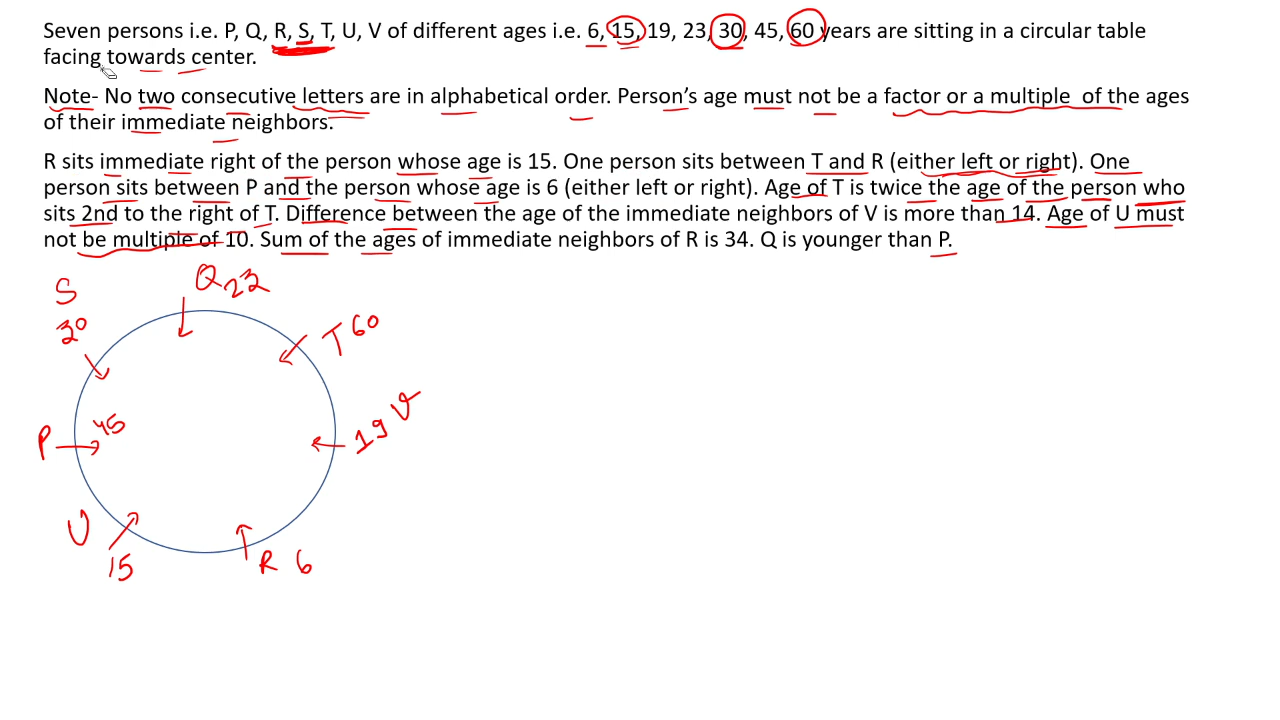 Seven persons i.e. P, Q, R, S, T, U, V of different ages i.e. 6, 15, 19, 23, 30, 45, 60 years are sitting in a circular table
facing towards center.
Note- No two consecutive letters are in alphabetical order. Person's age must not be a factor or a multiple of the ages
of their immediate neighbors.
R sits immediate right of the person whose age is 15. One person sits between T and R (either left or right). One
person sits between P and the person whose age is 6 (either left or right). Age of T is twice the age of the person who
sits 2nd to the right of T. Difference between the age of the immediate neighbors of V is more than 14. Age of U must
not be multiple of 10. Sum of the ages of immediate neighbors of R is 34. Q is younger than P.
Q 23
S
30
T 60
P 45
19 V
U
15
R 6